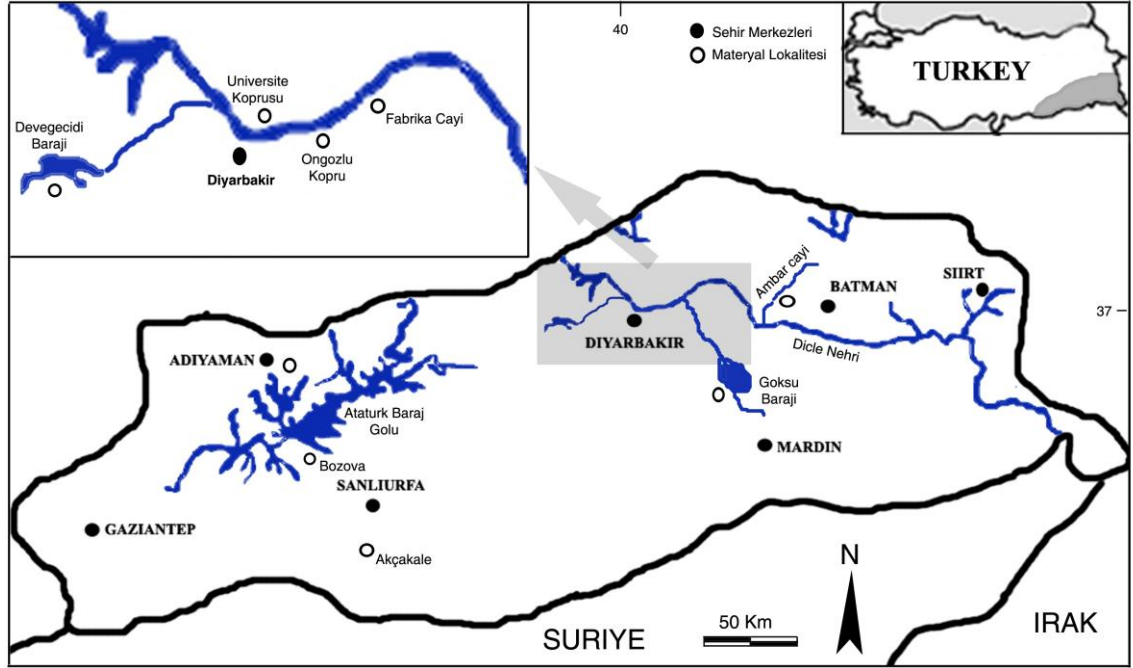 40
Sehir Merkezleri
Materyal Lokalitesi
TURKEY
Universite
Koprusu
Fabrika Cayi
Devegecidi
Baraji
Ongozlu
Kopru
Diyarbakir
Ambar cayi
SIIRT
BATMAN
37
DIYARBAKIR
Dicle Nehri
ADIYAMAN
Goksu
Baraji
Ataturk Baraj
Golu
MARDIN
Bozova
SANLIURFA
GAZIANTEP
Akçakale
N
50 Km
SURIYE
IRAK